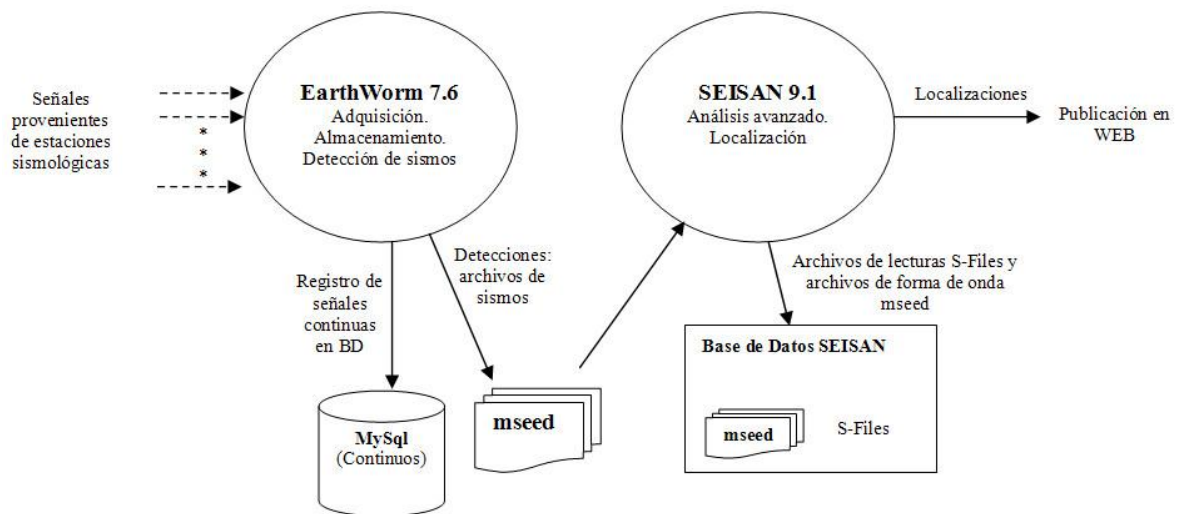 Señales
provenientes
de estaciones
sismológicas
*
*
*
EarthWorm 7.6
Adquisición.
Almacenamiento.
Detección de sismos
SEISAN 9.1
Análisis avanzado.
Localización
Localizaciones
Publicación en
WEB
Registro de
señales
continuas
en BD
Detecciones:
archivos de
sismos
Archivos de lecturas S-Files y
archivos de forma de onda
mseed
MySql
(Continuos)
mseed
Base de Datos SEISAN
mseed
S-Files